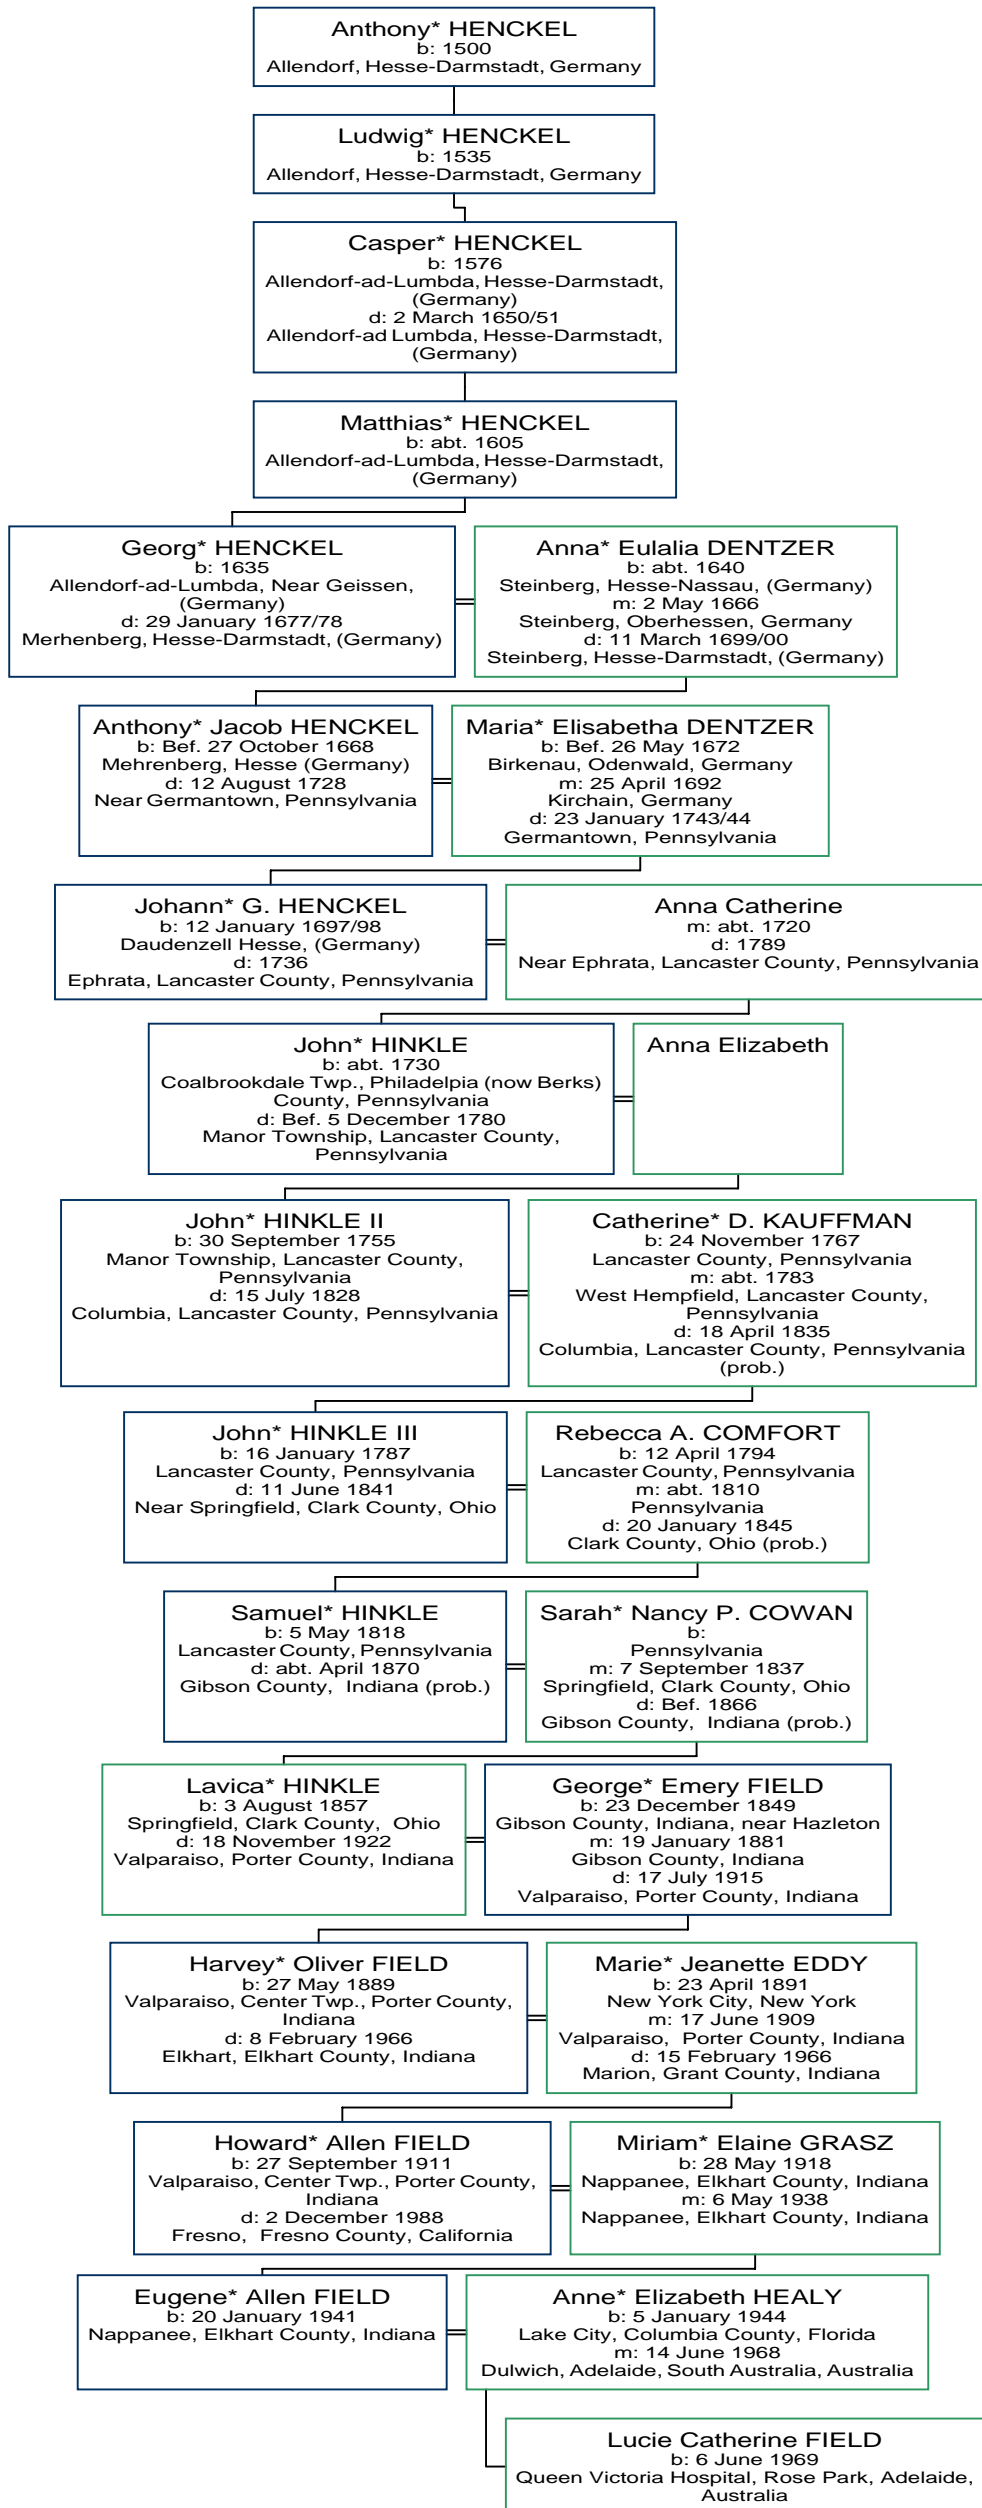 Anthony* HENCKEL
b: 1500
Allendorf, Hesse-Darmstadt, Germany
Ludwig* HENCKEL
b: 1535
Allendorf, Hesse-Darmstadt, Germany
Casper* HENCKEL
b: 1576
Allendorf-ad-Lumbda, Hesse-Darmstadt,
(Germany)
d: 2 March 1650/51
Allendorf-ad Lumbda, Hesse-Darmstadt,
(Germany)
Matthias* HENCKEL
b: abt. 1605
Allendorf-ad-Lumbda, Hesse-Darmstadt,
(Germany)
Georg* HENCKEL
b: 1635
Allendorf-ad-Lumbda, Near Geissen,
(Germany)
d: 29 January 1677/78
Merhenberg, Hesse-Darmstadt, (Germany)
Anna* Eulalia DENTZER
b: abt. 1640
Steinberg, Hesse-Nassau, (Germany)
m: 2 May 1666
Steinberg, Oberhessen, Germany
d: 11 March 1699/00
Steinberg, Hesse-Darmstadt, (Germany)
Anthony* Jacob HENCKEL
b: Bef. 27 October 1668
Mehrenberg, Hesse (Germany)
d: 12 August 1728
Near Germantown, Pennsylvania
Maria* Elisabetha DENTZER
b: Bef. 26 May 1672
Birkenau, Odenwald, Germany
m: 25 April 1692
Kirchain, Germany
d: 23 January 1743/44
Germantown, Pennsylvania
Johann* G. HENCKEL
b: 12 January 1697/98
Daudenzell Hesse, (Germany)
d: 1736
Ephrata, Lancaster County, Pennsylvania
Anna Catherine
m: abt. 1720
d: 1789
Near Ephrata, Lancaster County, Pennsylvania
John* HINKLE
b: abt. 1730
Coalbrookdale Twp., Philadelpia (now Berks)
County, Pennsylvania
d: Bef. 5 December 1780
Manor Township, Lancaster County,
Pennsylvania
Anna Elizabeth
John* HINKLE II
b: 30 September 1755
Manor Township, Lancaster County,
Pennsylvania
d: 15 July 1828
Columbia, Lancaster County, Pennsylvania
Catherine* D. KAUFFMAN
b: 24 November 1767
Lancaster County, Pennsylvania
m: abt. 1783
West Hempfield, Lancaster County,
Pennsylvania
d: 18 April 1835
Columbia, Lancaster County, Pennsylvania
(prob.)
John* HINKLE III
b: 16 January 1787
Lancaster County, Pennsylvania
d: 11 June 1841
Near Springfield, Clark County, Ohio
Rebecca A. COMFORT
b: 12 April 1794
Lancaster County, Pennsylvania
m: abt. 1810
Pennsylvania
d: 20 January 1845
Clark County, Ohio (prob.)
Samuel* HINKLE
b: 5 May 1818
Lancaster County, Pennsylvania
d: abt. April 1870
Gibson County, Indiana (prob.)
Sarah* Nancy P. COWAN
b:
Pennsylvania
m: 7 September 1837
Springfield, Clark County, Ohio
d: Bef. 1866
Gibson County, Indiana (prob.)
Lavica* HINKLE
b: 3 August 1857
Springfield, Clark County, Ohio
d: 18 November 1922
Valparaiso, Porter County, Indiana
George* Emery FIELD
b: 23 December 1849
Gibson County, Indiana, near Hazleton
m: 19 January 1881
Gibson County, Indiana
d: 17 July 1915
Valparaiso, Porter County, Indiana
Harvey* Oliver FIELD
b: 27 May 1889
Valparaiso, Center Twp., Porter County,
Indiana
d: 8 February 1966
Elkhart, Elkhart County, Indiana
Marie* Jeanette EDDY
b: 23 April 1891
New York City, New York
m: 17 June 1909
Valparaiso, Porter County, Indiana
d: 15 February 1966
Marion, Grant County, Indiana
Howard* Allen FIELD
b: 27 September 1911
Valparaiso, Center Twp., Porter County,
Indiana
d: 2 December 1988
Fresno, Fresno County, California
Miriam* Elaine GRASZ
b: 28 May 1918
Nappanee, Elkhart County, Indiana
m: 6 May 1938
Nappanee, Elkhart County, Indiana
Eugene* Allen FIELD
b: 20 January 1941
Nappanee, Elkhart County, Indiana
Anne* Elizabeth HEALY
b: 5 January 1944
Lake City, Columbia County, Florida
m: 14 June 1968
Dulwich, Adelaide, South Australia, Australia
Lucie Catherine FIELD
b: 6 June 1969
Queen Victoria Hospital, Rose Park, Adelaide,
Australia